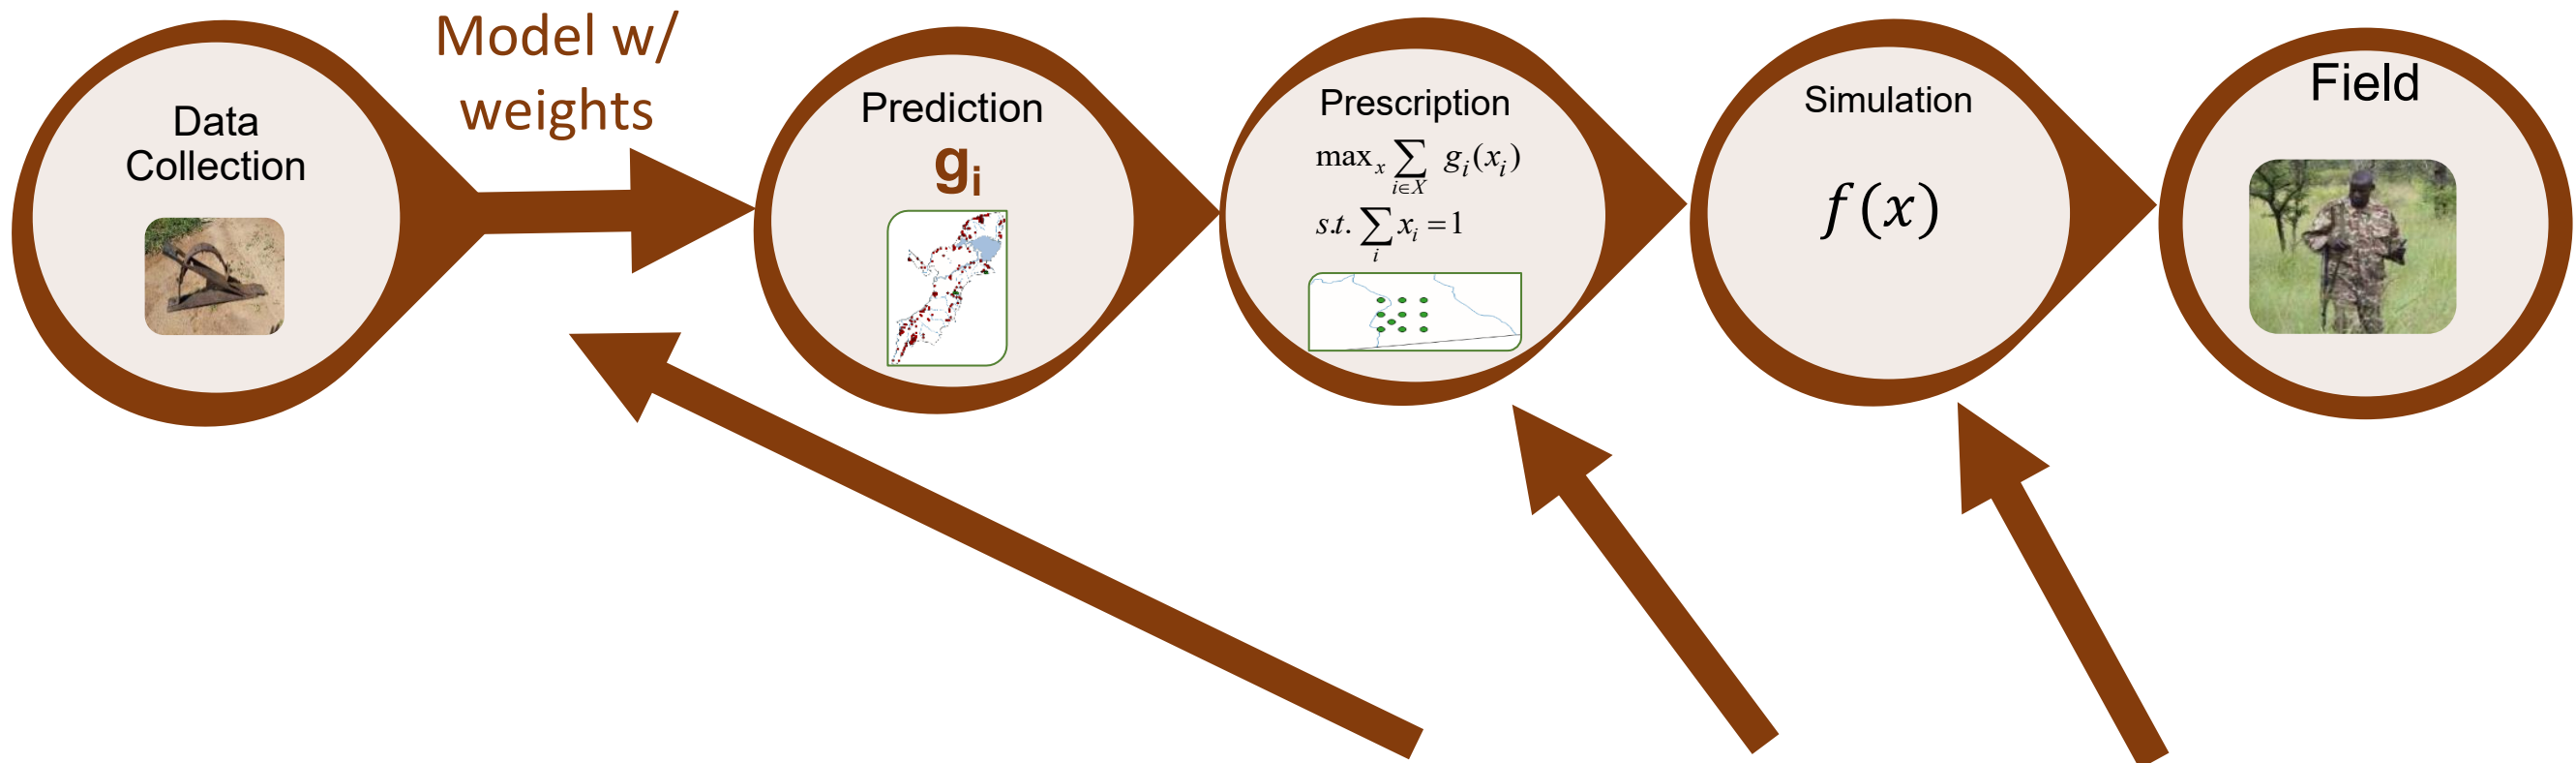 Data
Collection
Model w/
weights
Prediction
gᵢ
Prescription
maxₓ ∑ gᵢ(xᵢ)
i∈X
s.t. ∑ xᵢ = 1
i
Simulation
f(x)
Field